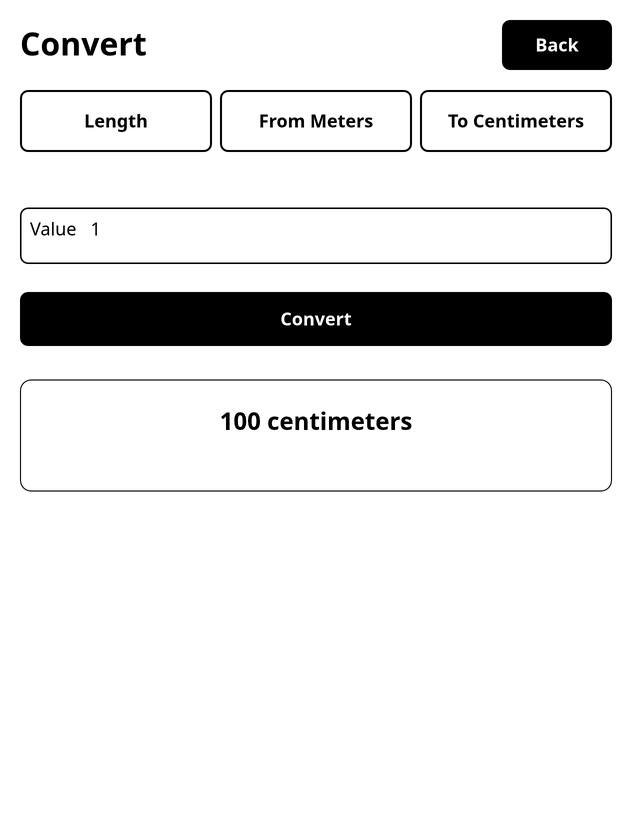 Convert
Back
Length
From Meters
To Centimeters
Value 1
Convert
100 centimeters